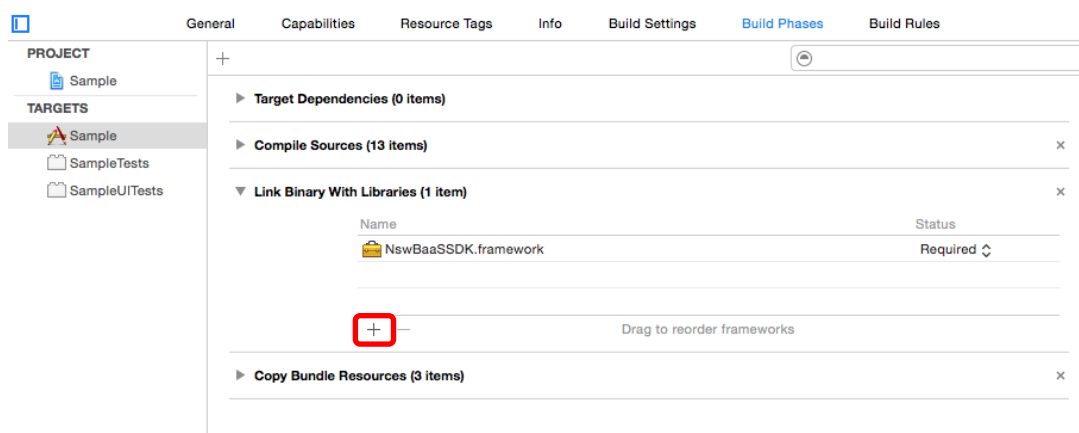 General Capabilities Resource Tags Info Build Settings Build Phases Build Rules
PROJECT
Sample
TARGETS
Sample
SampleTests
SampleUITests
Target Dependencies (0 items)
Compile Sources (13 items)
Link Binary With Libraries (1 item)
Name Status
NswBaaSSDK.framework Required
Drag to reorder frameworks
Copy Bundle Resources (3 items)